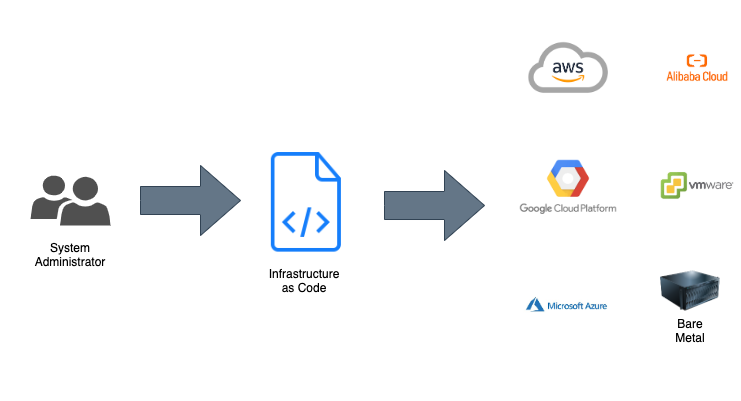 System
Administrator
</>
Infrastructure
as Code
aws
Alibaba Cloud
Google Cloud Platform
vmware
Microsoft Azure
Bare
Metal